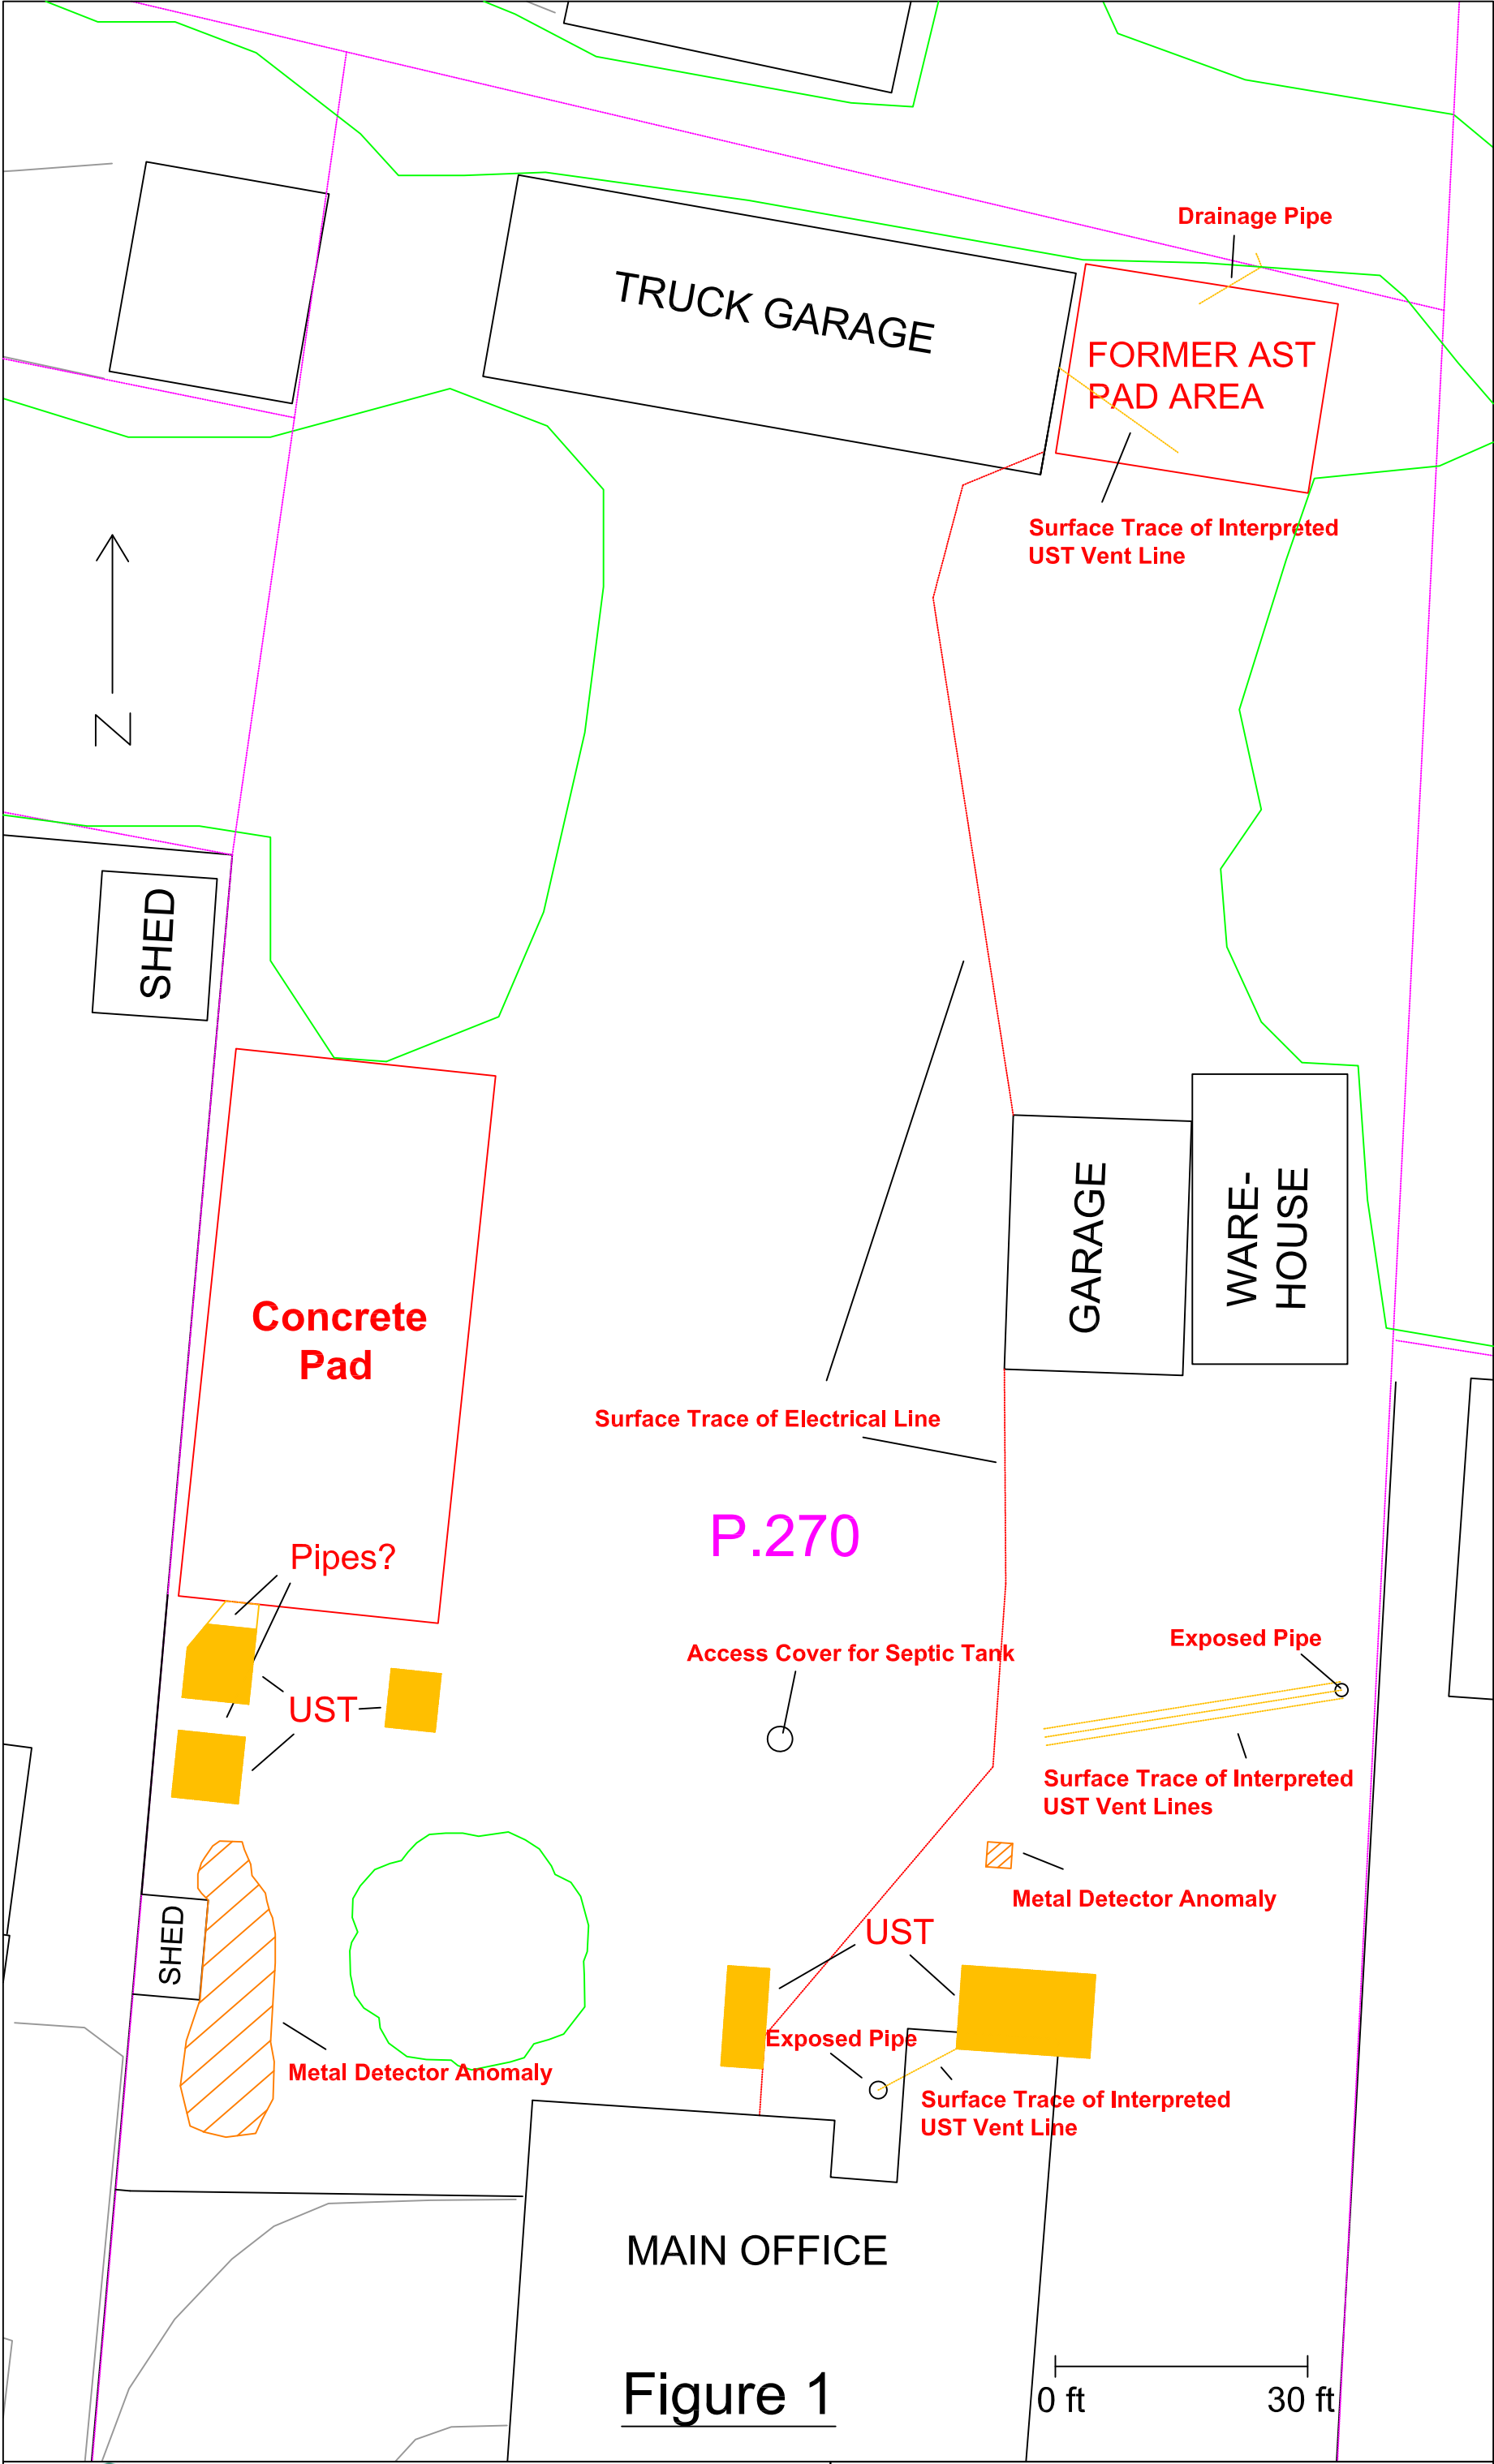 Drainage Pipe
TRUCK GARAGE
FORMER AST
PAD AREA
Surface Trace of Interpreted
UST Vent Line
N
SHED
GARAGE
WARE-
HOUSE
Concrete
Pad
Surface Trace of Electrical Line
P.270
Pipes?
Access Cover for Septic Tank
Exposed Pipe
UST
Surface Trace of Interpreted
UST Vent Lines
Metal Detector Anomaly
UST
SHED
Exposed Pipe
Metal Detector Anomaly
Surface Trace of Interpreted
UST Vent Line
MAIN OFFICE
Figure 1
0 ft
30 ft